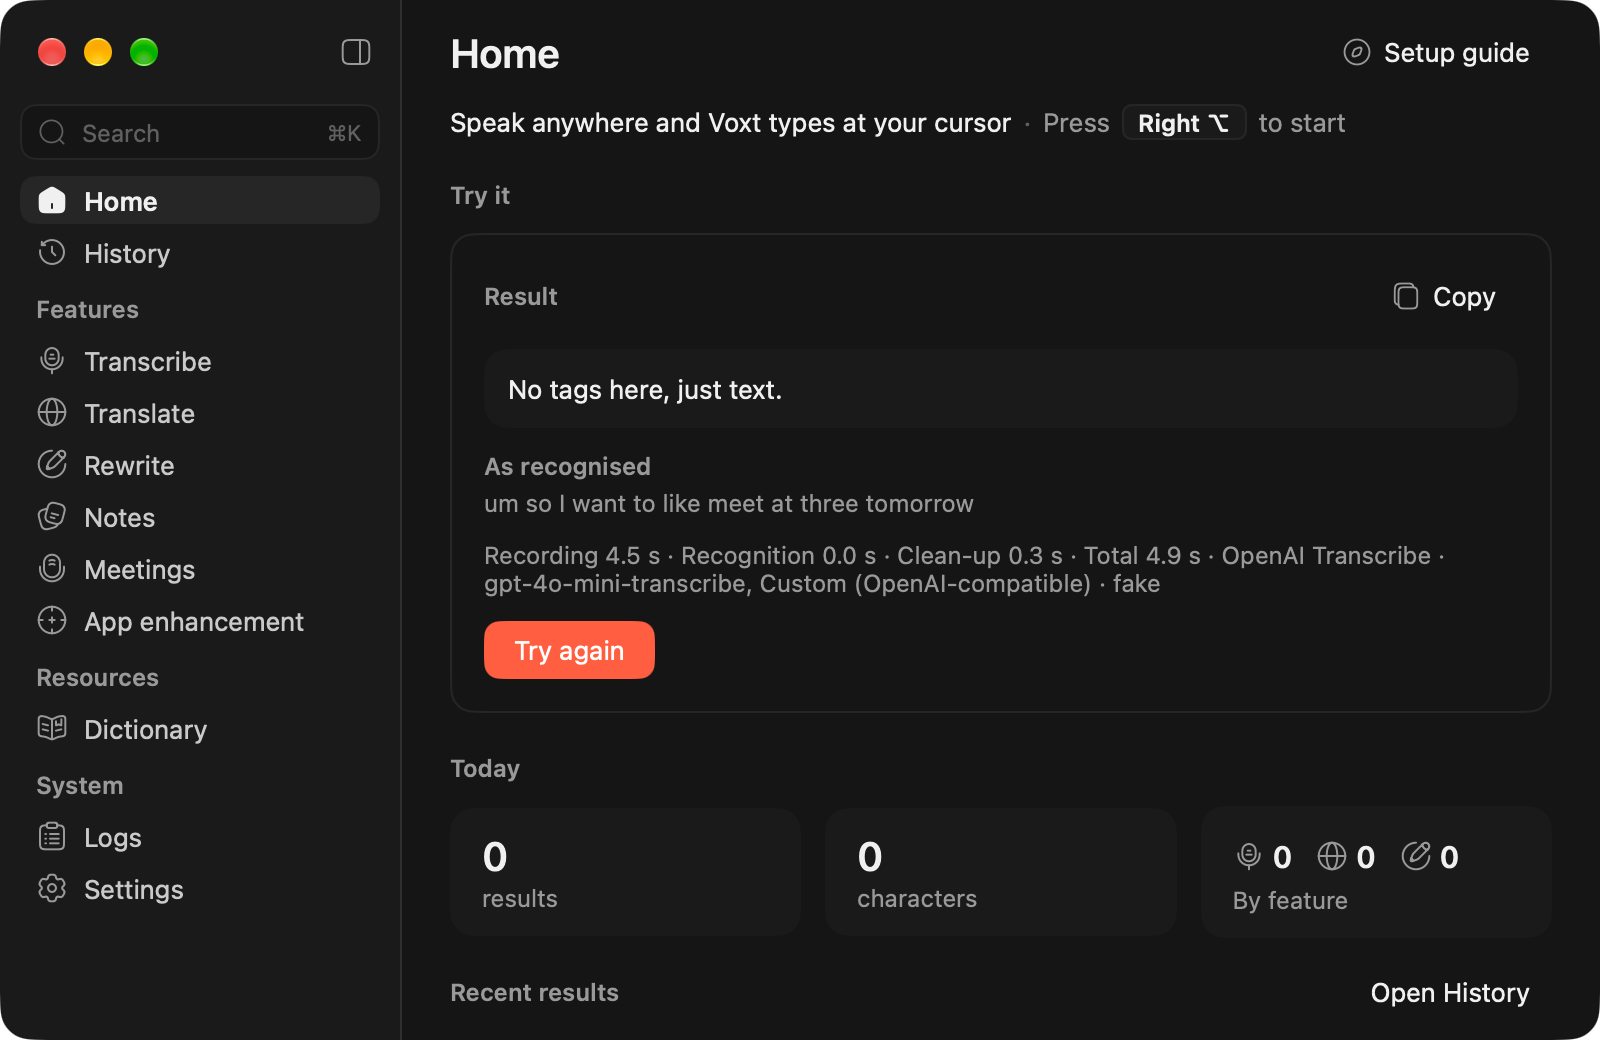 Search ⌘K
Home
History
Features
Transcribe
Translate
Rewrite
Notes
Meetings
App enhancement
Resources
Dictionary
System
Logs
Settings
Home
Setup guide
Speak anywhere and Voxt types at your cursor · Press Right ⌥ to start
Try it
Result
Copy
No tags here, just text.
As recognised
um so I want to like meet at three tomorrow
Recording 4.5 s · Recognition 0.0 s · Clean-up 0.3 s · Total 4.9 s · OpenAI Transcribe ·
gpt-4o-mini-transcribe, Custom (OpenAI-compatible) · fake
Try again
Today
0
results
0
characters
0 0 0
By feature
Recent results
Open History